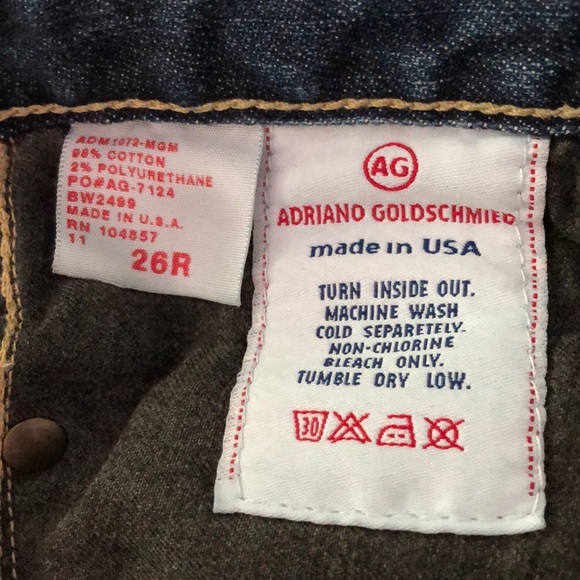 ADM1072-MGM
98% COTTON
2% POLYURETHANE
PO#AG-7124
BW2499
MADE IN U.S.A.
RN 104857
11
26R
AG
ADRIANO GOLDSCHMIED
made in USA
TURN INSIDE OUT.
MACHINE WASH
COLD SEPARETELY.
NON-CHLORINE
BLEACH ONLY.
TUMBLE DRY LOW.
30